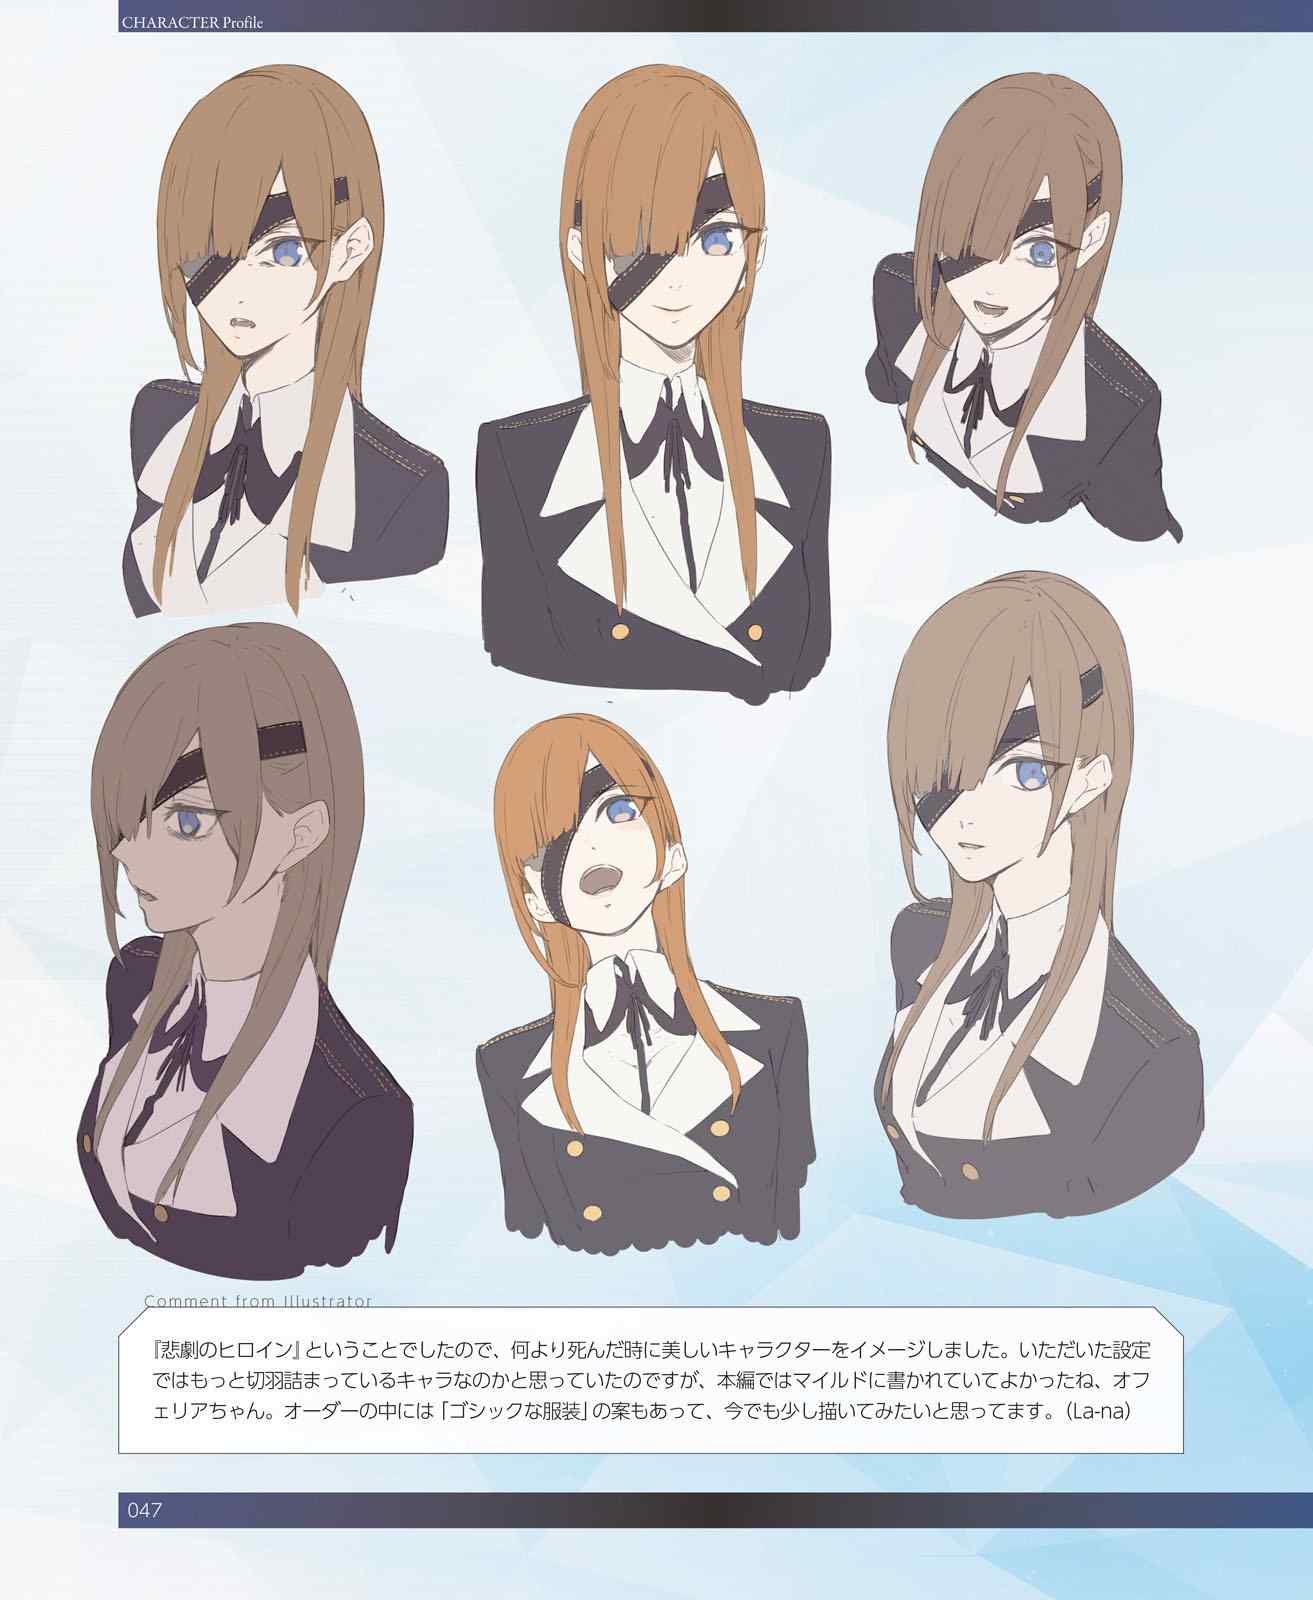 CHARACTER Profile
Comment from Illustrator
『悲劇のヒロイン』ということでしたので、何より死んだ時に美しいキャラクターをイメージしました。いただいた設定
ではもっと切羽詰まっているキャラなのかと思っていたのですが、本編ではマイルドに書かれていてよかったね、オフ
ェリアちゃん。オーダーの中には「ゴシックな服装」の案もあって、今でも少し描いてみたいと思ってます。（La-na）
047